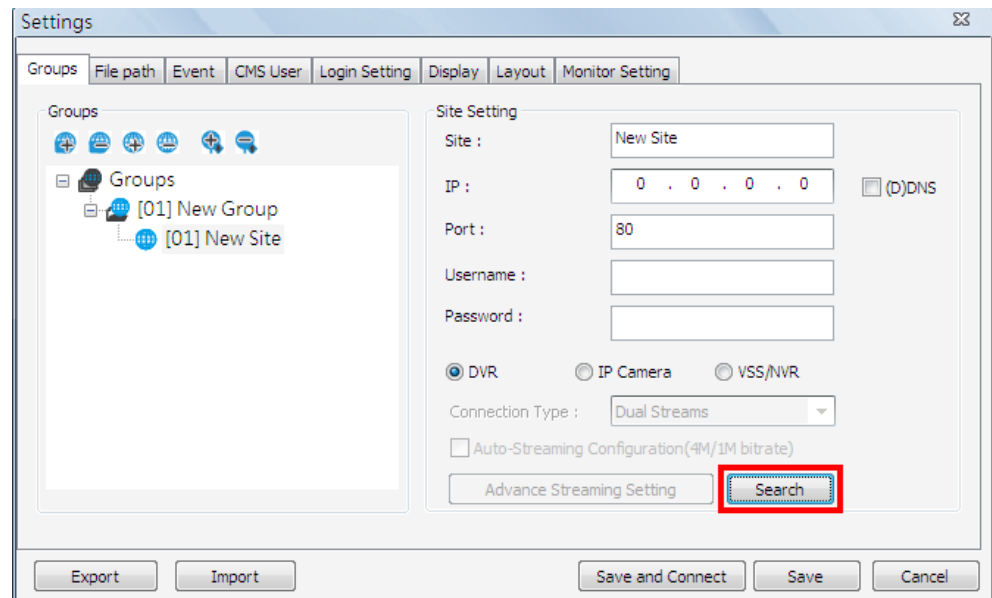 Settings
Groups File path Event CMS User Login Setting Display Layout Monitor Setting
Groups
Groups
[01] New Group
[01] New Site
Site Setting
Site : New Site
IP : 0 . 0 . 0 . 0 (D)DNS
Port : 80
Username :
Password :
DVR IP Camera VSS/NVR
Connection Type : Dual Streams
Auto-Streaming Configuration(4M/1M bitrate)
Advance Streaming Setting Search
Export Import Save and Connect Save Cancel